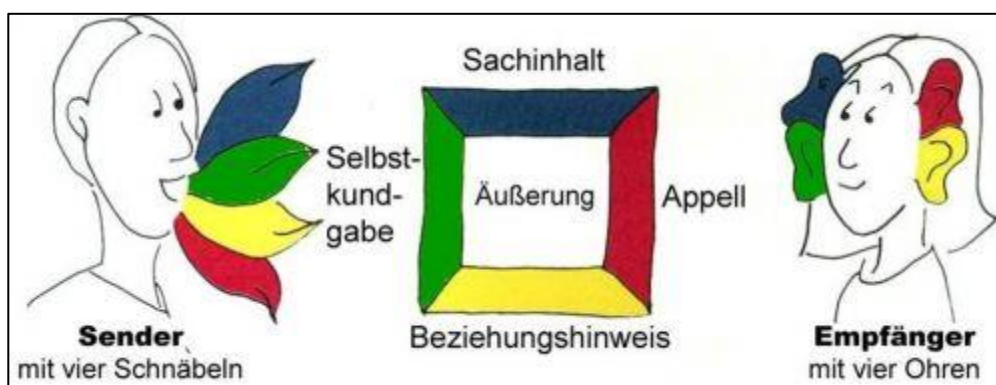 Sachinhalt
Selbst-
kund-
gabe
Äußerung
Appell
Beziehungshinweis
Sender
mit vier Schnäbeln
Empfänger
mit vier Ohren